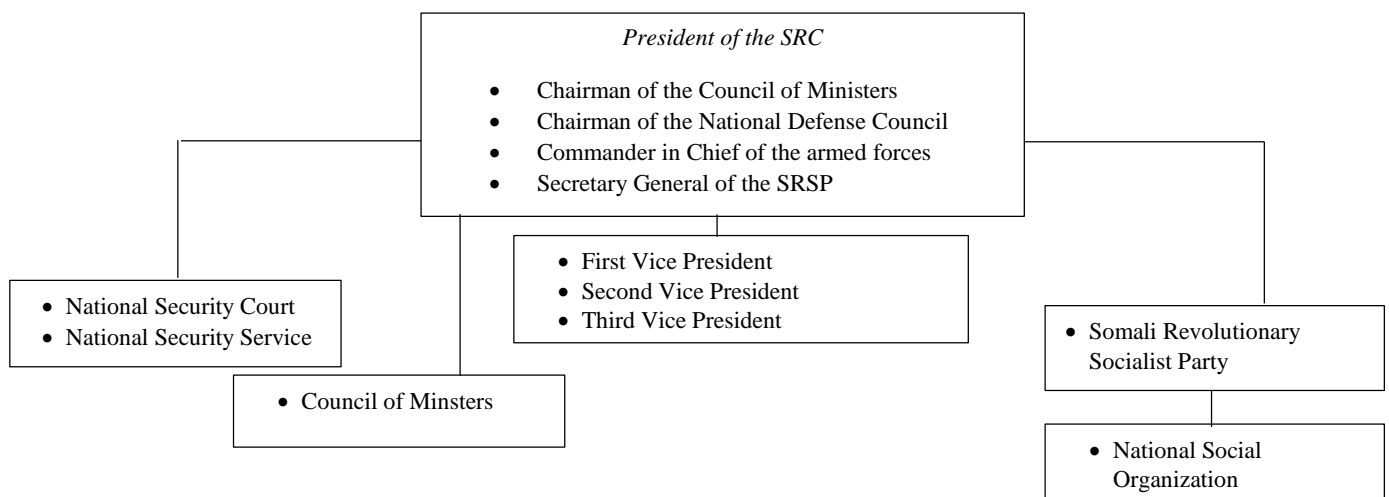 President of the SRC
• Chairman of the Council of Ministers
• Chairman of the National Defense Council
• Commander in Chief of the armed forces
• Secretary General of the SRSP
• First Vice President
• Second Vice President
• Third Vice President
• National Security Court
• National Security Service
• Somali Revolutionary
Socialist Party
• Council of Minsters
• National Social
Organization